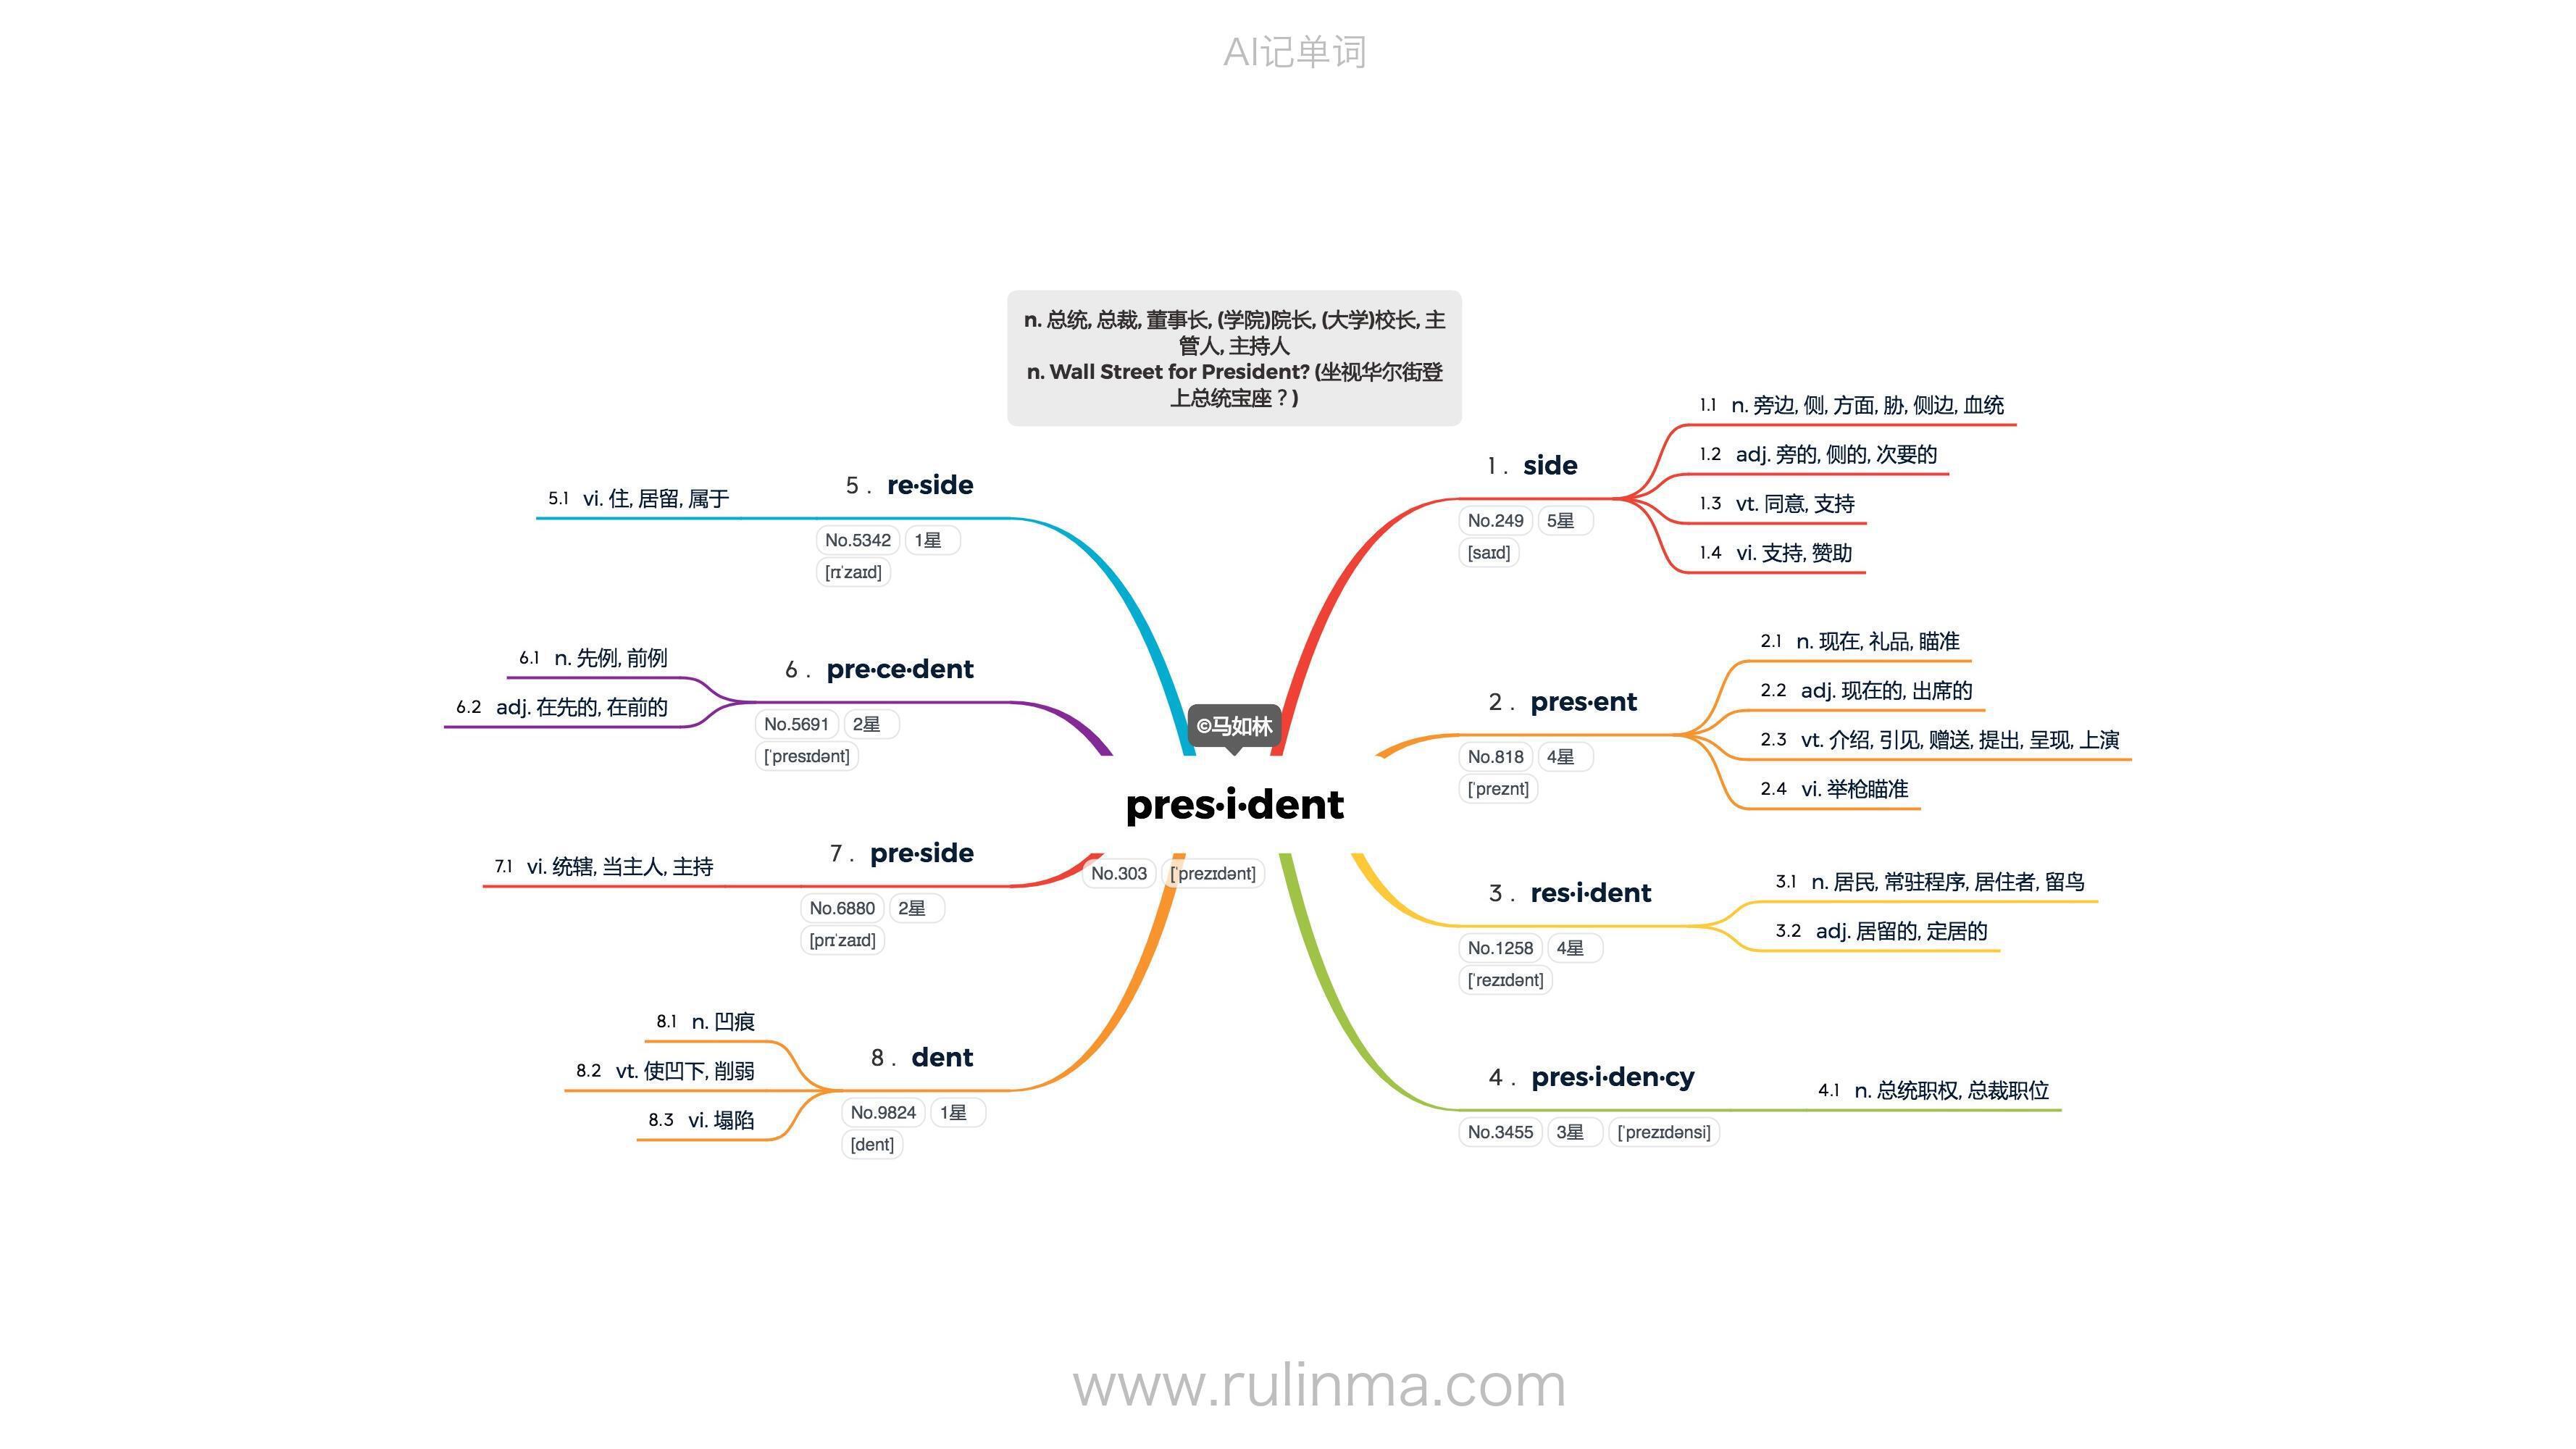 AI记单词
n. 总统, 总裁, 董事长, (学院)院长, (大学)校长, 主
管人, 主持人
n. Wall Street for President? (坐视华尔街登
上总统宝座？)
©马如林
pres·i·dent
No.303 [ˈprezɪdənt]
1. side
No.249 5星
[saɪd]
1.1 n. 旁边, 侧, 方面, 胁, 侧边, 血统
1.2 adj. 旁的, 侧的, 次要的
1.3 vt. 同意, 支持
1.4 vi. 支持, 赞助
2. pres·ent
No.818 4星
[ˈpreznt]
2.1 n. 现在, 礼品, 瞄准
2.2 adj. 现在的, 出席的
2.3 vt. 介绍, 引见, 赠送, 提出, 呈现, 上演
2.4 vi. 举枪瞄准
3. res·i·dent
No.1258 4星
[ˈrezɪdənt]
3.1 n. 居民, 常驻程序, 居住者, 留鸟
3.2 adj. 居留的, 定居的
4. pres·i·den·cy
No.3455 3星 [ˈprezɪdənsi]
4.1 n. 总统职权, 总裁职位
5. re·side
No.5342 1星
[rɪˈzaɪd]
5.1 vi. 住, 居留, 属于
6. pre·ce·dent
No.5691 2星
[ˈpresɪdənt]
6.1 n. 先例, 前例
6.2 adj. 在先的, 在前的
7. pre·side
No.6880 2星
[prɪˈzaɪd]
7.1 vi. 统辖, 当主人, 主持
8. dent
No.9824 1星
[dent]
8.1 n. 凹痕
8.2 vt. 使凹下, 削弱
8.3 vi. 塌陷
www.rulinma.com